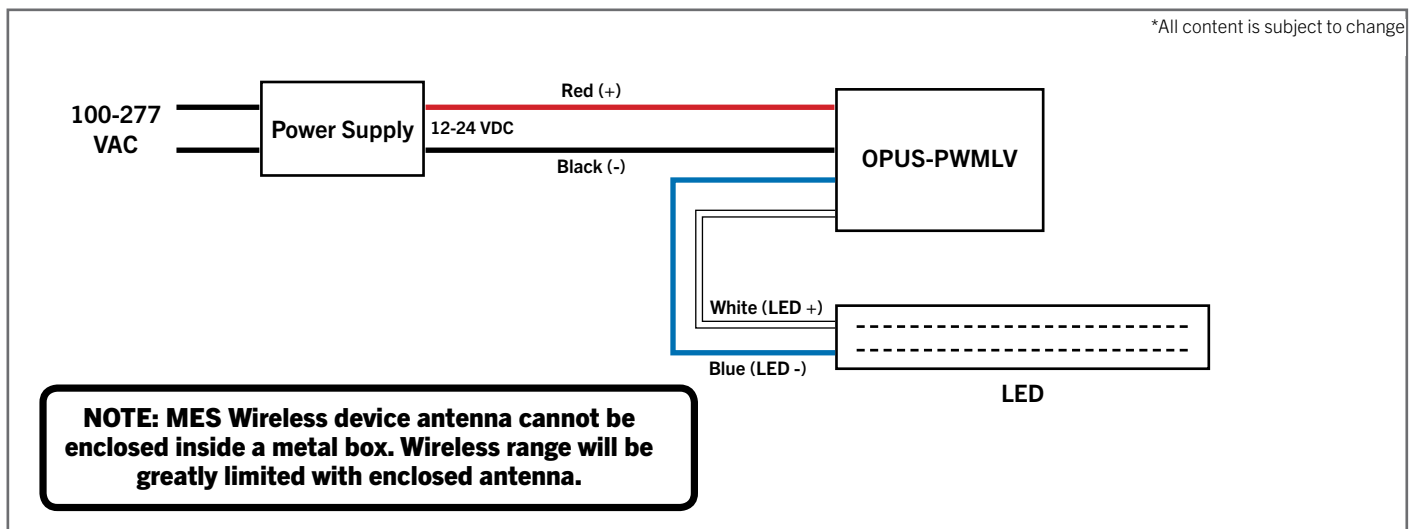 *All content is subject to change
100-277
VAC
Power Supply
Red (+)
12-24 VDC
Black (-)
OPUS-PWMLV
White (LED +)
Blue (LED -)
LED
NOTE: MES Wireless device antenna cannot be
enclosed inside a metal box. Wireless range will be
greatly limited with enclosed antenna.